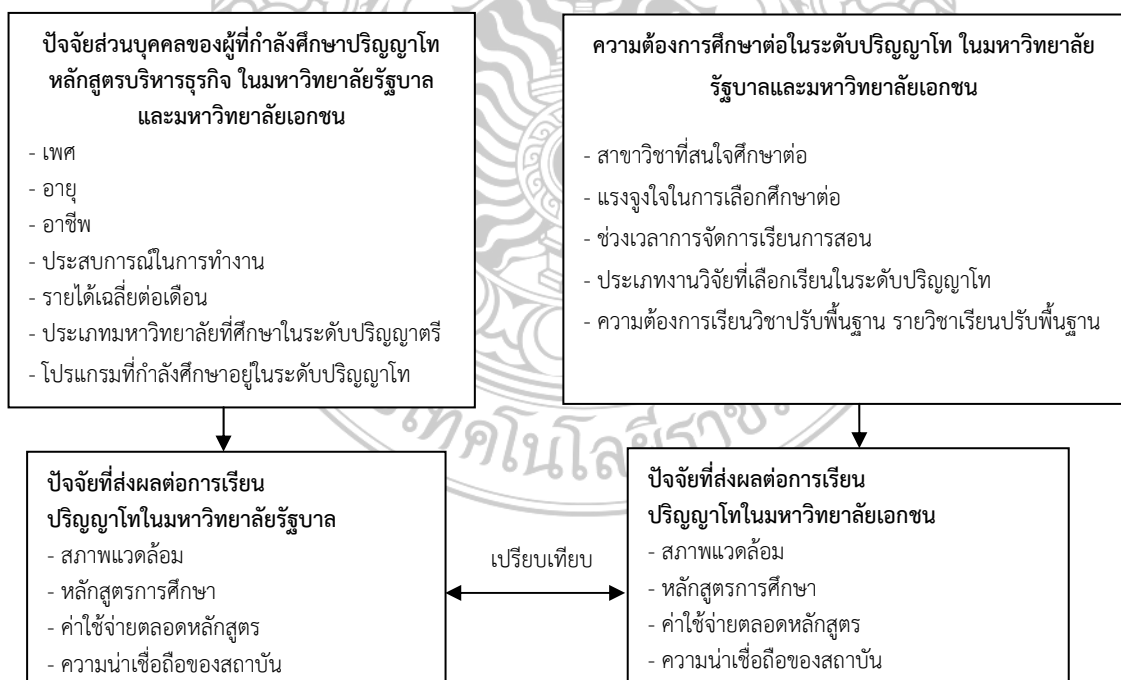 ปัจจัยส่วนบุคคลของผู้ที่กำลังศึกษาปริญญาโท
หลักสูตรบริหารธุรกิจ ในมหาวิทยาลัยรัฐบาล
และมหาวิทยาลัยเอกชน
- เพศ
- อายุ
- อาชีพ
- ประสบการณ์ในการทำงาน
- รายได้เฉลี่ยต่อเดือน
- ประเภทมหาวิทยาลัยที่ศึกษาในระดับปริญญาตรี
- โปรแกรมที่กำลังศึกษาอยู่ในระดับปริญญาโท
ความต้องการศึกษาต่อในระดับปริญญาโท ในมหาวิทยาลัย
รัฐบาลและมหาวิทยาลัยเอกชน
- สาขาวิชาที่สนใจศึกษาต่อ
- แรงจูงใจในการเลือกศึกษาต่อ
- ช่วงเวลาการจัดการเรียนการสอน
- ประเภทงานวิจัยที่เลือกเรียนในระดับปริญญาโท
- ความต้องการเรียนวิชาปรับพื้นฐาน รายวิชาเรียนปรับพื้นฐาน
ปัจจัยที่ส่งผลต่อการเรียน
ปริญญาโทในมหาวิทยาลัยรัฐบาล
- สภาพแวดล้อม
- หลักสูตรการศึกษา
- ค่าใช้จ่ายตลอดหลักสูตร
- ความน่าเชื่อถือของสถาบัน
เปรียบเทียบ
ปัจจัยที่ส่งผลต่อการเรียน
ปริญญาโทในมหาวิทยาลัยเอกชน
- สภาพแวดล้อม
- หลักสูตรการศึกษา
- ค่าใช้จ่ายตลอดหลักสูตร
- ความน่าเชื่อถือของสถาบัน